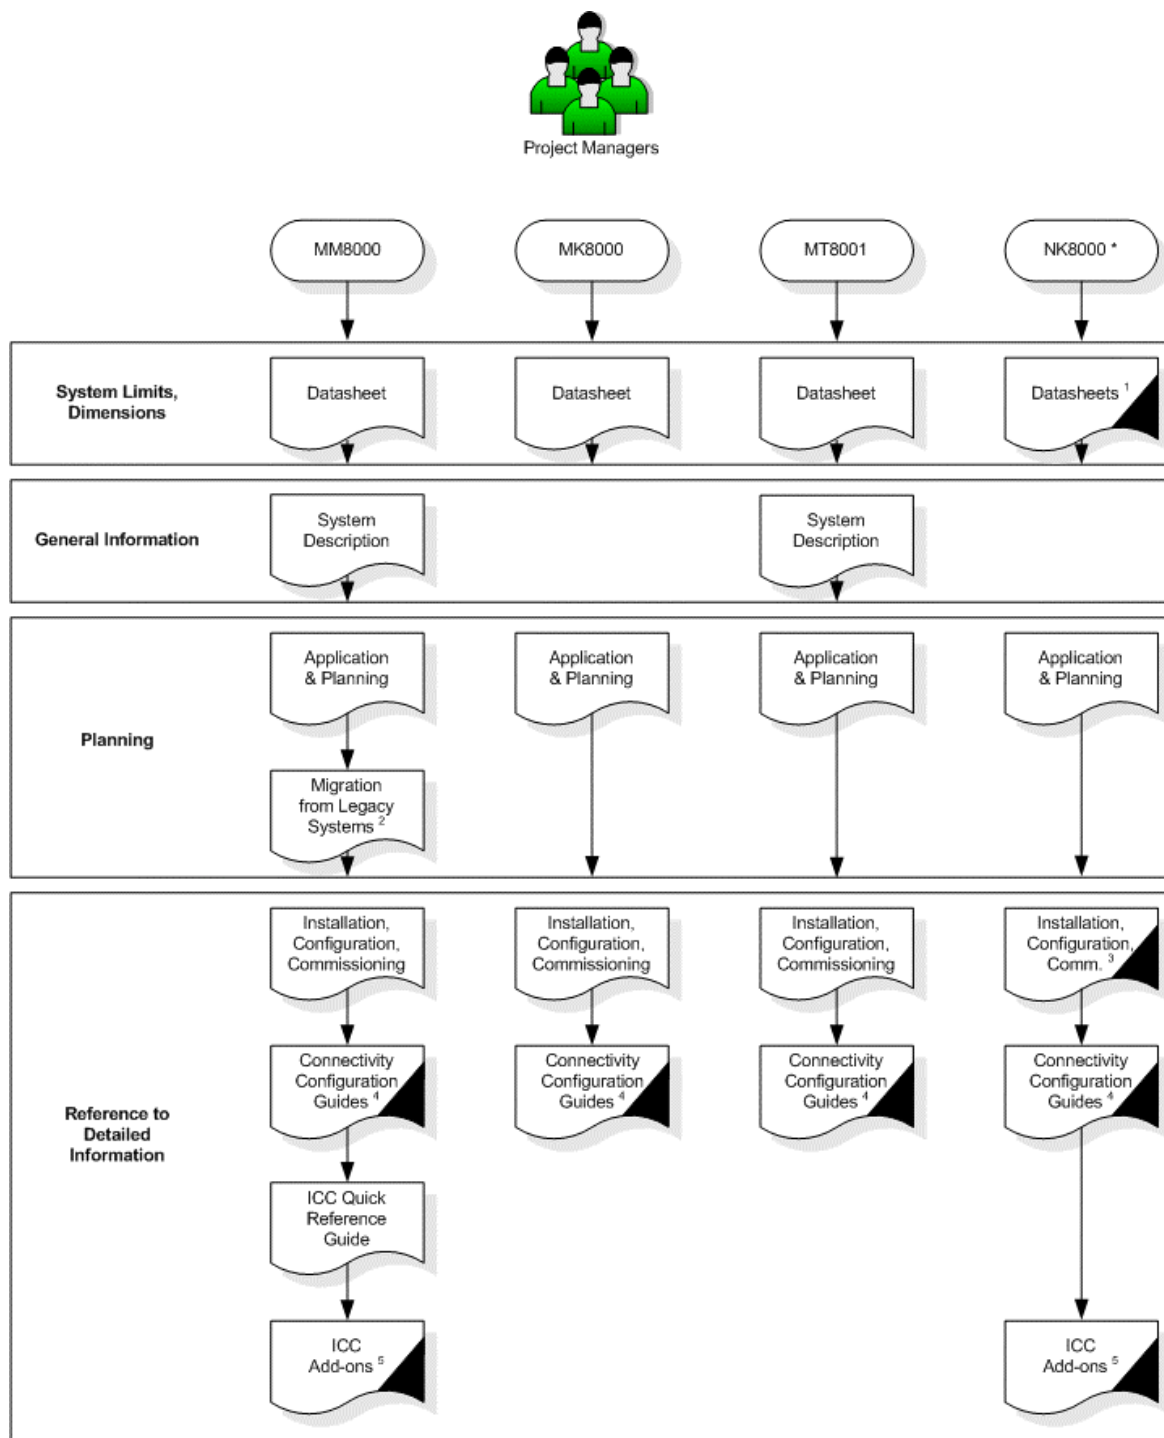 Project Managers
MM8000
MK8000
MT8001
NK8000 *
System Limits,
Dimensions
Datasheet
Datasheet
Datasheet
Datasheets 1
General Information
System
Description
System
Description
Planning
Application
& Planning
Application
& Planning
Application
& Planning
Application
& Planning
Migration
from Legacy
Systems 2
Reference to
Detailed
Information
Installation,
Configuration,
Commissioning
Installation,
Configuration,
Commissioning
Installation,
Configuration,
Commissioning
Installation,
Configuration,
Comm. 3
Connectivity
Configuration
Guides 4
Connectivity
Configuration
Guides 4
Connectivity
Configuration
Guides 4
Connectivity
Configuration
Guides 4
ICC Quick
Reference
Guide
ICC
Add-ons 5
ICC
Add-ons 5